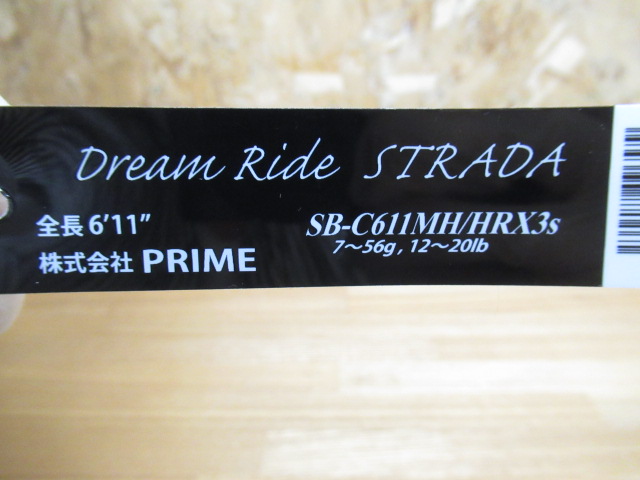 Dream Ride STRADA
全長 6'11"
SB-C611MH/HRX3s
7～56g , 12～20lb
株式会社 PRIME